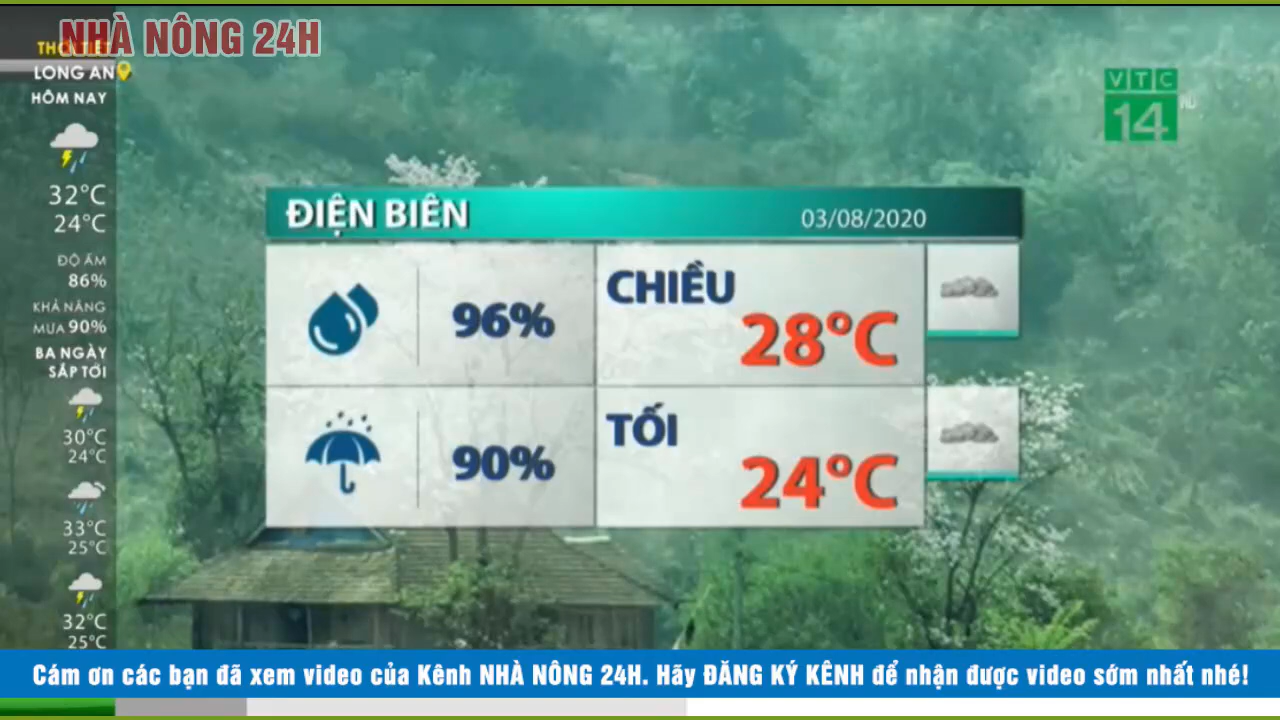 NHÀ NÔNG 24H
THỜI TIẾT
LONG AN
HÔM NAY
32°C
24°C
ĐỘ ẨM
86%
KHẢ NĂNG
MƯA 90%
BA NGÀY
SẮP TỚI
30°C
24°C
33°C
25°C
32°C
25°C
VTC
14
HD
ĐIỆN BIÊN 03/08/2020
96%
CHIỀU
28°C
90%
TỐI
24°C
Cám ơn các bạn đã xem video của Kênh NHÀ NÔNG 24H. Hãy ĐĂNG KÝ KÊNH để nhận được video sớm nhất nhé!